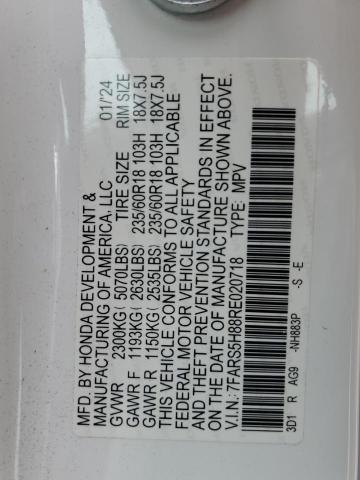 MFD. BY HONDA DEVELOPMENT & 01/'24
MANUFACTURING OF AMERICA, LLC
GVWR 2300KG( 5070LBS) TIRE SIZE RIM SIZE
GAWR F 1193KG( 2630LBS) 235/60R18 103H 18X7.5J
GAWR R 1150KG( 2535LBS) 235/60R18 103H 18X7.5J
THIS VEHICLE CONFORMS TO ALL APPLICABLE
FEDERAL MOTOR VEHICLE SAFETY
AND THEFT PREVENTION STANDARDS IN EFFECT
ON THE DATE OF MANUFACTURE SHOWN ABOVE.
V.I.N.: 7FARS5H88RE020718 TYPE: MPV
3D1 R AG9 -NH883P -S -E